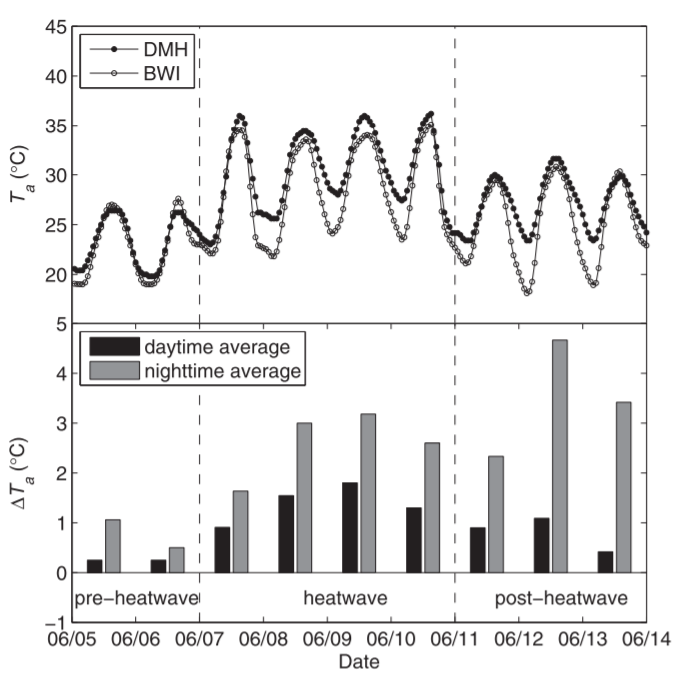 45
40
35
30
25
20
5
Tₐ (°C)
DMH
BWI
4
3
2
1
0
−1
ΔTₐ (°C)
daytime average
nighttime average
pre−heatwave
heatwave
post−heatwave
06/05 06/06 06/07 06/08 06/09 06/10 06/11 06/12 06/13 06/14
Date